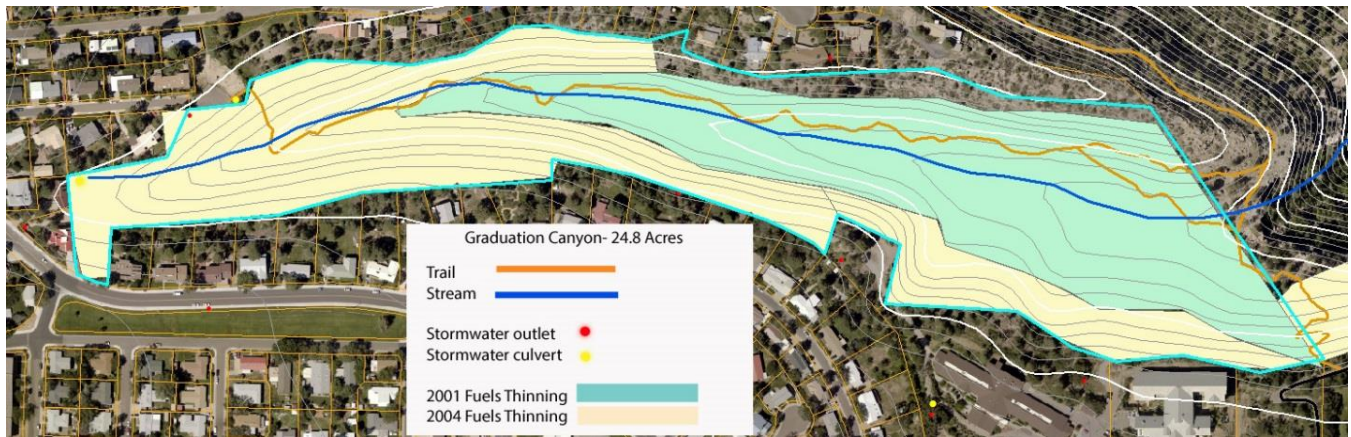 Graduation Canyon- 24.8 Acres
Trail
Stream
Stormwater outlet
Stormwater culvert
2001 Fuels Thinning
2004 Fuels Thinning